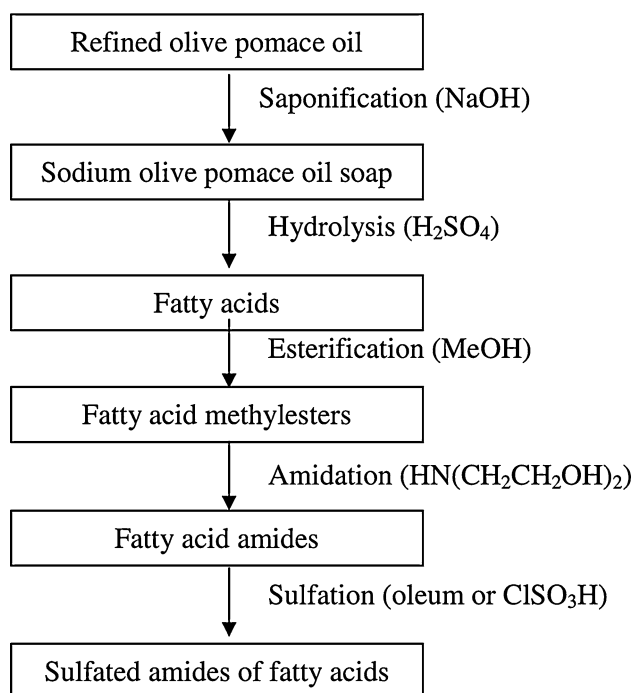 Refined olive pomace oil
Saponification (NaOH)
Sodium olive pomace oil soap
Hydrolysis (H₂SO₄)
Fatty acids
Esterification (MeOH)
Fatty acid methylesters
Amidation (HN(CH₂CH₂OH)₂)
Fatty acid amides
Sulfation (oleum or ClSO₃H)
Sulfated amides of fatty acids